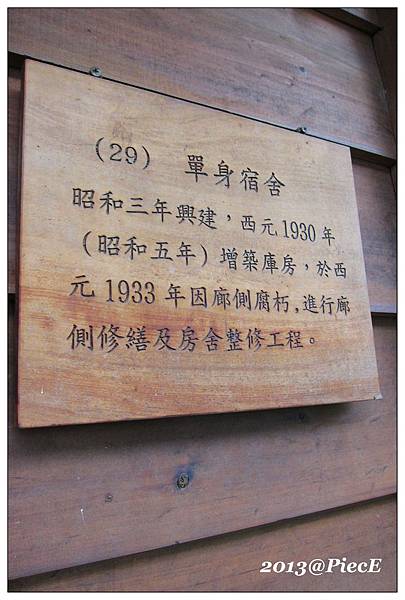 (29) 單身宿舍
昭和三年興建，西元1930年
(昭和五年)增築庫房，於西
元1933年因廊側腐朽，進行廊
側修繕及房舍整修工程。
2013@PiecE